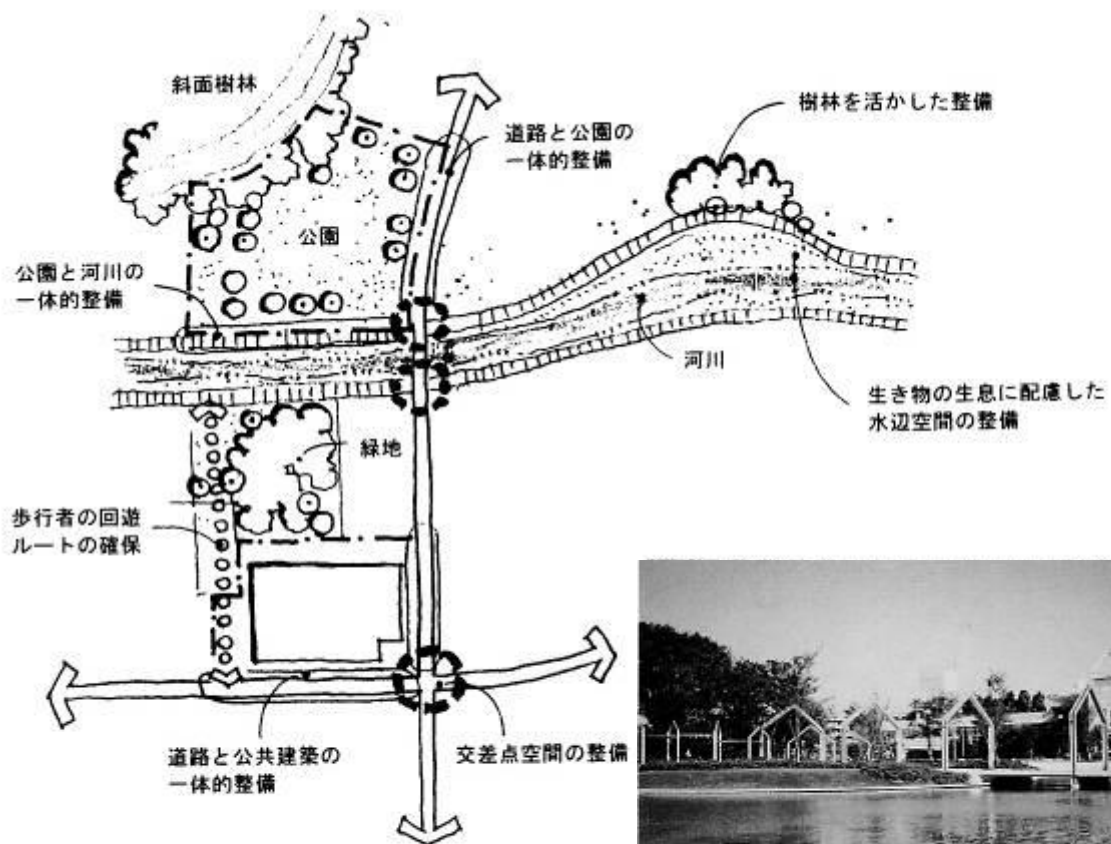 斜面樹林
樹林を活かした整備
道路と公園の
一体的整備
公園
公園と河川の
一体的整備
河川
生き物の生息に配慮した
水辺空間の整備
緑地
歩行者の回遊
ルートの確保
道路と公共建築の
一体的整備
交差点空間の整備